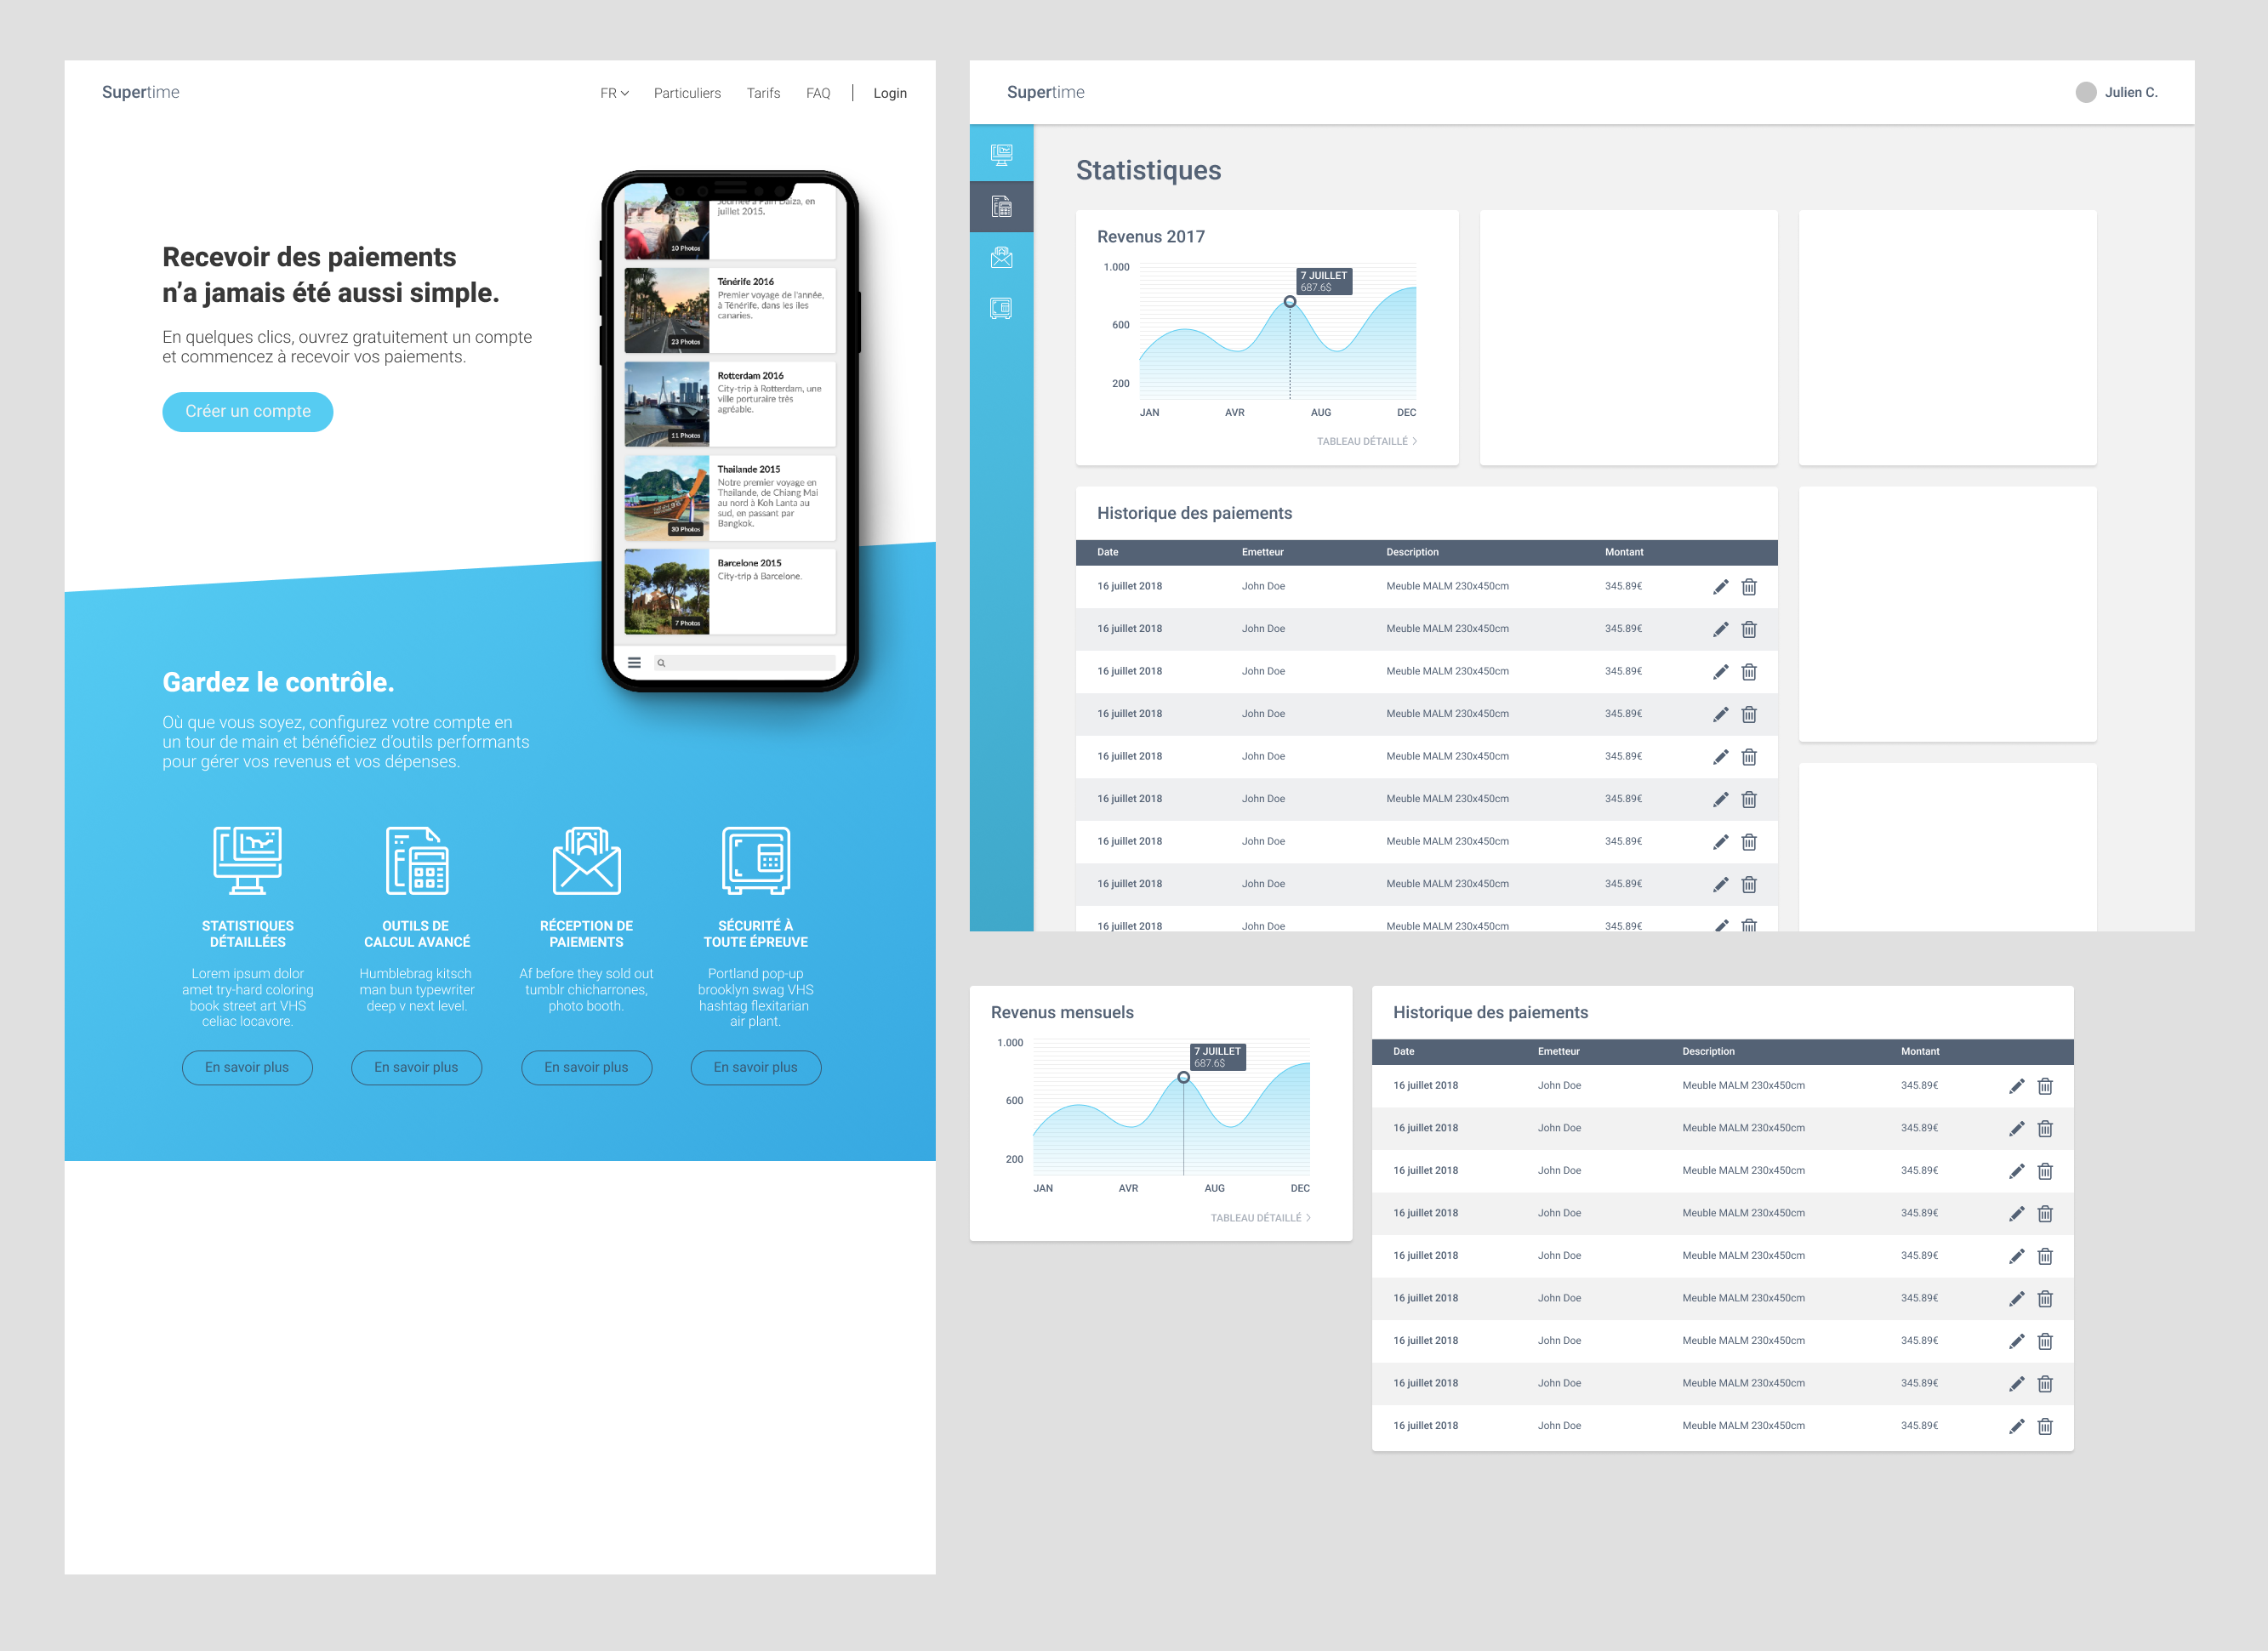 Supertime
FR
Particuliers
Tarifs
FAQ
Login
Recevoir des paiements
n’a jamais été aussi simple.
En quelques clics, ouvrez gratuitement un compte
et commencez à recevoir vos paiements.
Créer un compte
Journée à Pairi Daiza, en
juillet 2015.
10 Photos
Ténérife 2016
Premier voyage de l'année,
à Ténérife, dans les iles
canaries.
23 Photos
Rotterdam 2016
City-trip à Rotterdam, une
ville porturaire très
agréable.
11 Photos
Thaïlande 2015
Notre premier voyage en
Thaïlande, de Chiang Mai
au nord à Koh Lanta au
sud, en passant par
Bangkok.
30 Photos
Barcelone 2015
City-trip à Barcelone.
7 Photos
Gardez le contrôle.
Où que vous soyez, configurez votre compte en
un tour de main et bénéficiez d’outils performants
pour gérer vos revenus et vos dépenses.
STATISTIQUES
DÉTAILLÉES
Lorem ipsum dolor
amet try-hard coloring
book street art VHS
celiac locavore.
En savoir plus
OUTILS DE
CALCUL AVANCÉ
Humblebrag kitsch
man bun typewriter
deep v next level.
En savoir plus
RÉCEPTION DE
PAIEMENTS
Af before they sold out
tumblr chicharrones,
photo booth.
En savoir plus
SÉCURITÉ À
TOUTE ÉPREUVE
Portland pop-up
brooklyn swag VHS
hashtag flexitarian
air plant.
En savoir plus
Supertime
Julien C.
Statistiques
Revenus 2017
1.000
600
200
7 JUILLET
687.6$
JAN AVR AUG DEC
TABLEAU DÉTAILLÉ
Historique des paiements
Date Emetteur Description Montant
16 juillet 2018 John Doe Meuble MALM 230x450cm 345.89€
16 juillet 2018 John Doe Meuble MALM 230x450cm 345.89€
16 juillet 2018 John Doe Meuble MALM 230x450cm 345.89€
16 juillet 2018 John Doe Meuble MALM 230x450cm 345.89€
16 juillet 2018 John Doe Meuble MALM 230x450cm 345.89€
16 juillet 2018 John Doe Meuble MALM 230x450cm 345.89€
16 juillet 2018 John Doe Meuble MALM 230x450cm 345.89€
16 juillet 2018 John Doe Meuble MALM 230x450cm 345.89€
16 juillet 2018 John Doe Meuble MALM 230x450cm 345.89€
Revenus mensuels
1.000
600
200
7 JUILLET
687.6$
JAN AVR AUG DEC
TABLEAU DÉTAILLÉ
Historique des paiements
Date Emetteur Description Montant
16 juillet 2018 John Doe Meuble MALM 230x450cm 345.89€
16 juillet 2018 John Doe Meuble MALM 230x450cm 345.89€
16 juillet 2018 John Doe Meuble MALM 230x450cm 345.89€
16 juillet 2018 John Doe Meuble MALM 230x450cm 345.89€
16 juillet 2018 John Doe Meuble MALM 230x450cm 345.89€
16 juillet 2018 John Doe Meuble MALM 230x450cm 345.89€
16 juillet 2018 John Doe Meuble MALM 230x450cm 345.89€
16 juillet 2018 John Doe Meuble MALM 230x450cm 345.89€
16 juillet 2018 John Doe Meuble MALM 230x450cm 345.89€